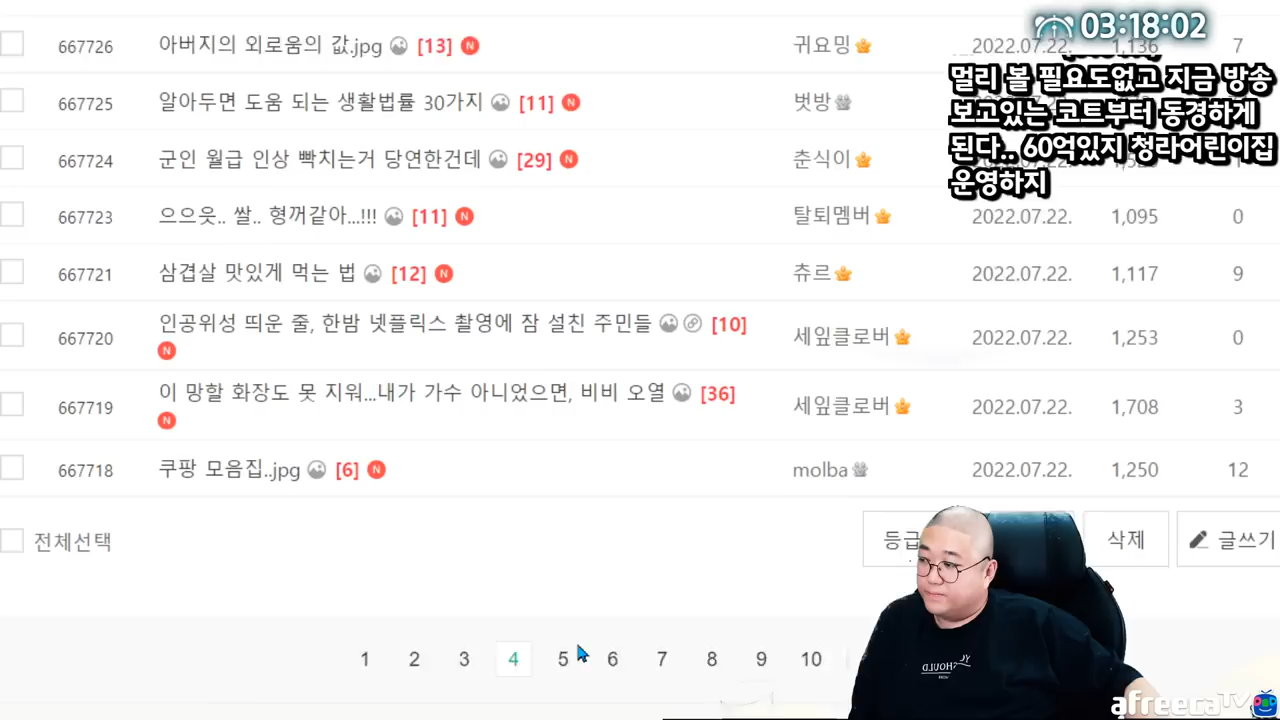 03:18:02
667726 아버지의 외로움의 값.jpg [13] N 귀요밍 2022.07.22. 1,136 7
멀리 볼 필요도없고 지금 방송
667725 알아두면 도움 되는 생활법률 30가지 [11] N 벗방
보고있는 코트부터 동경하게
667724 군인 월급 인상 빡치는거 당연한건데 [29] N 춘식이
된다.. 60억있지 청라어린이집
운영하지
667723 으으읏.. 쌀.. 형꺼같아...!!! [11] N 탈퇴멤버 2022.07.22. 1,095 0
667721 삼겹살 맛있게 먹는 법 [12] N 츄르 2022.07.22. 1,117 9
667720 인공위성 띄운 줄, 한밤 넷플릭스 촬영에 잠 설친 주민들 [10] 세잎클로버 2022.07.22. 1,253 0
N
667719 이 망할 화장도 못 지워...내가 가수 아니었으면, 비비 오열 [36] 세잎클로버 2022.07.22. 1,708 3
N
667718 쿠팡 모음집..jpg [6] N molba 2022.07.22. 1,250 12
전체선택 등급 삭제 글쓰기
1 2 3 4 5 6 7 8 9 10
afreecaTV